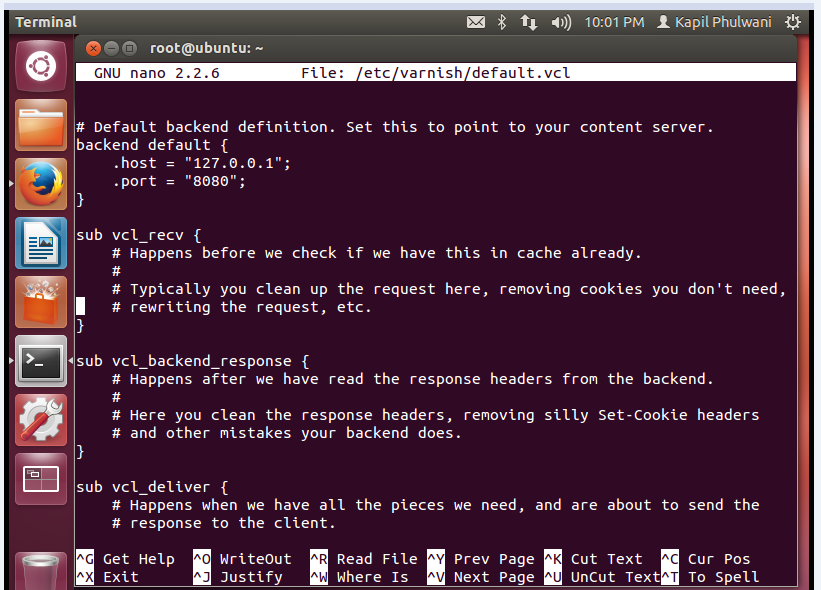 Terminal 10:01 PM Kapil Phulwani
root@ubuntu: ~
GNU nano 2.2.6 File: /etc/varnish/default.vcl
# Default backend definition. Set this to point to your content server.
backend default {
    .host = "127.0.0.1";
    .port = "8080";
}
sub vcl_recv {
    # Happens before we check if we have this in cache already.
    #
    # Typically you clean up the request here, removing cookies you don't need,
    # rewriting the request, etc.
}
sub vcl_backend_response {
    # Happens after we have read the response headers from the backend.
    #
    # Here you clean the response headers, removing silly Set-Cookie headers
    # and other mistakes your backend does.
}
sub vcl_deliver {
    # Happens when we have all the pieces we need, and are about to send the
    # response to the client.
^G Get Help ^O WriteOut ^R Read File ^Y Prev Page ^K Cut Text ^C Cur Pos
^X Exit ^J Justify ^W Where Is ^V Next Page ^U UnCut Text ^T To Spell